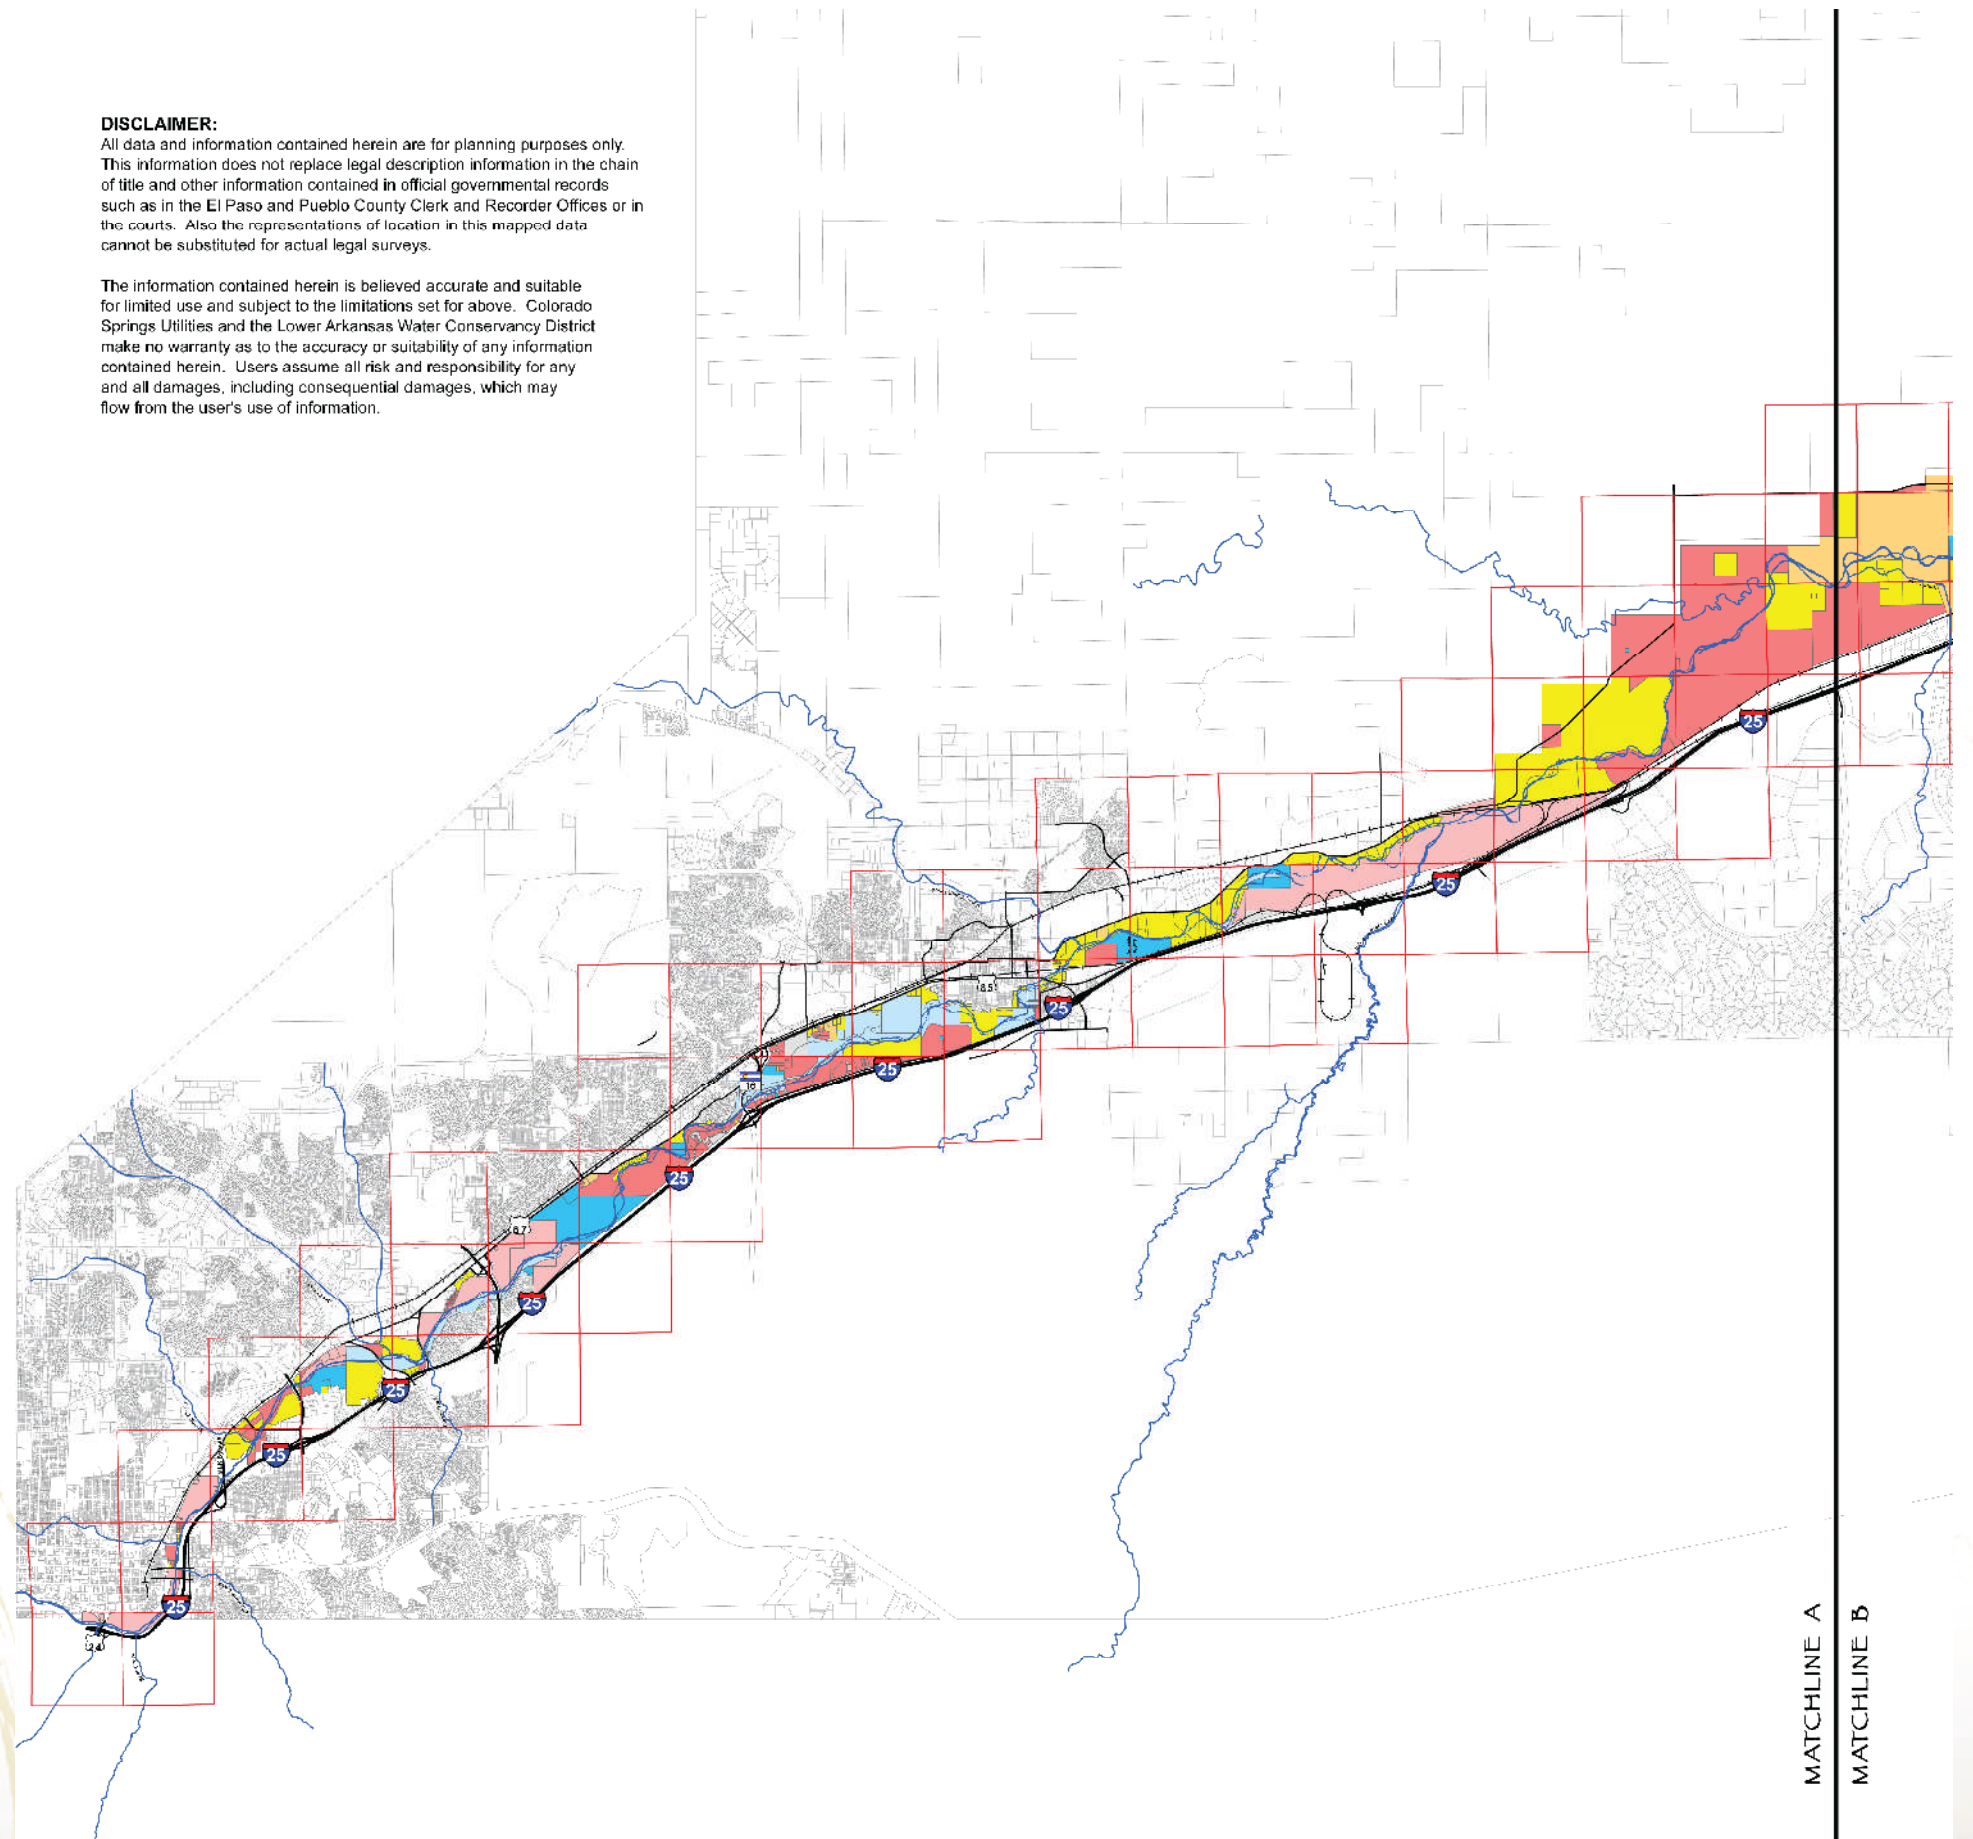 DISCLAIMER:
All data and information contained herein are for planning purposes only.
This information does not replace legal description information in the chain
of title and other information contained in official governmental records
such as in the El Paso and Pueblo County Clerk and Recorder Offices or in
the courts. Also the representations of location in this mapped data
cannot be substituted for actual legal surveys.
The information contained herein is believed accurate and suitable
for limited use and subject to the limitations set for above. Colorado
Springs Utilities and the Lower Arkansas Water Conservancy District
make no warranty as to the accuracy or suitability of any information
contained herein. Users assume all risk and responsibility for any
and all damages, including consequential damages, which may
flow from the user's use of information.
25
25
85
25
25
16
25
87
25
25
25
25
24
MATCHLINE A
MATCHLINE B